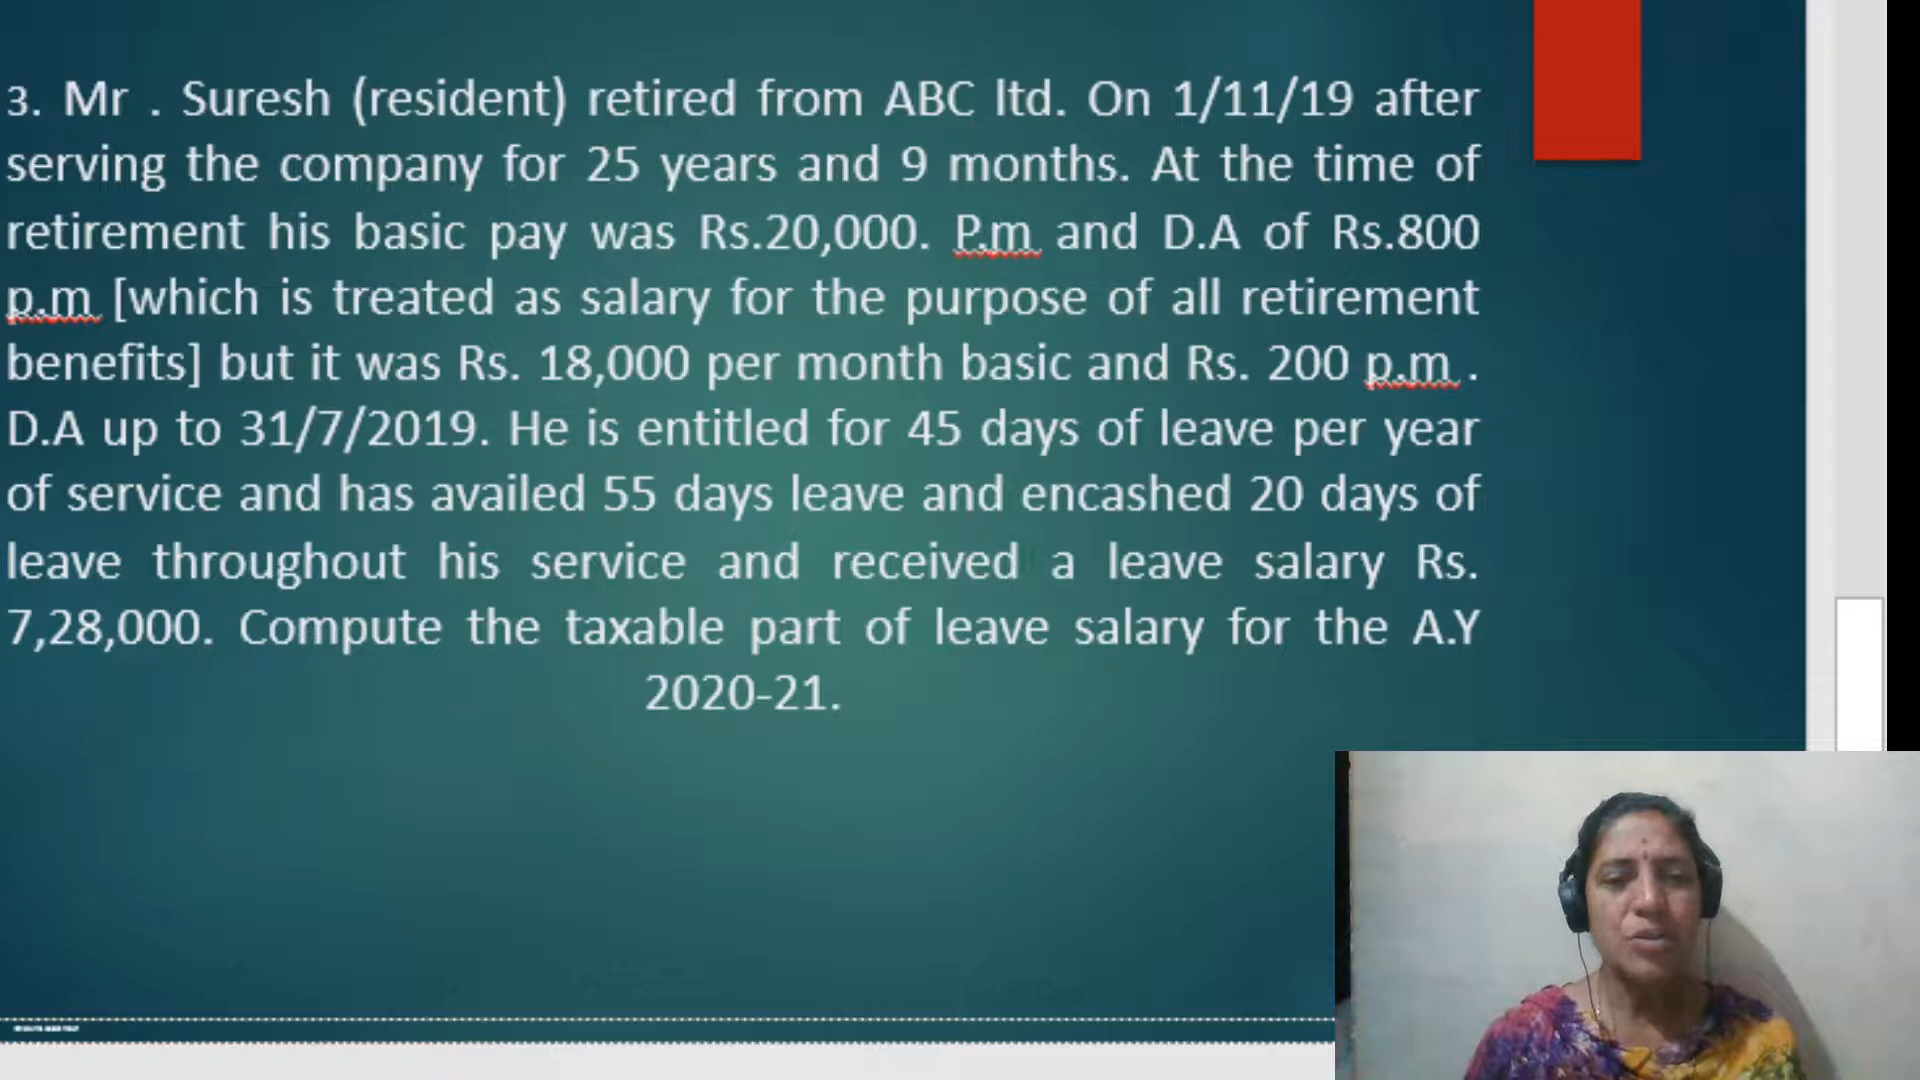 3. Mr . Suresh (resident) retired from ABC ltd. On 1/11/19 after
serving the company for 25 years and 9 months. At the time of
retirement his basic pay was Rs.20,000. P.m and D.A of Rs.800
p.m [which is treated as salary for the purpose of all retirement
benefits] but it was Rs. 18,000 per month basic and Rs. 200 p.m .
D.A up to 31/7/2019. He is entitled for 45 days of leave per year
of service and has availed 55 days leave and encashed 20 days of
leave throughout his service and received a leave salary Rs.
7,28,000. Compute the taxable part of leave salary for the A.Y
2020-21.